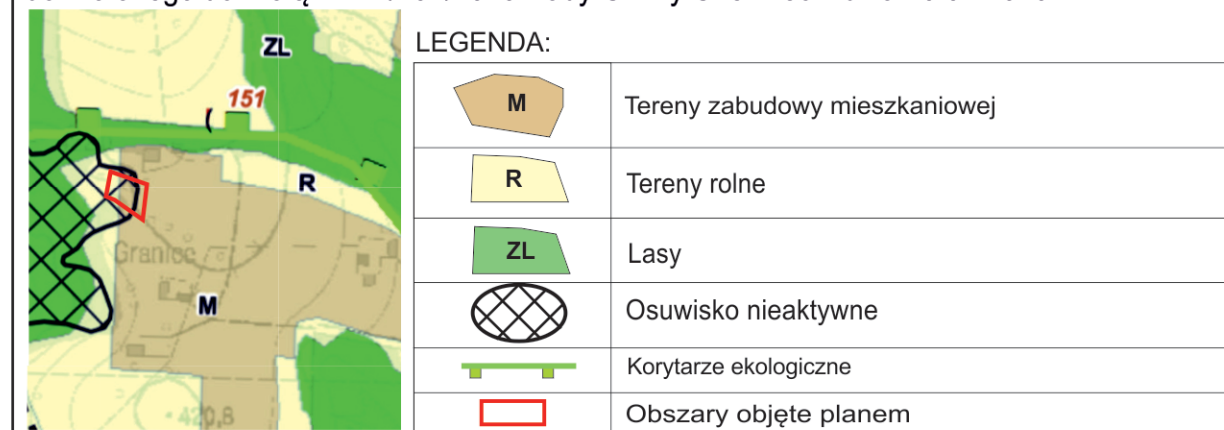 ZL
151
R
Graniec
M
420,8
LEGENDA:
M Tereny zabudowy mieszkaniowej
R Tereny rolne
ZL Lasy
Osuwisko nieaktywne
Korytarze ekologiczne
Obszary objęte planem